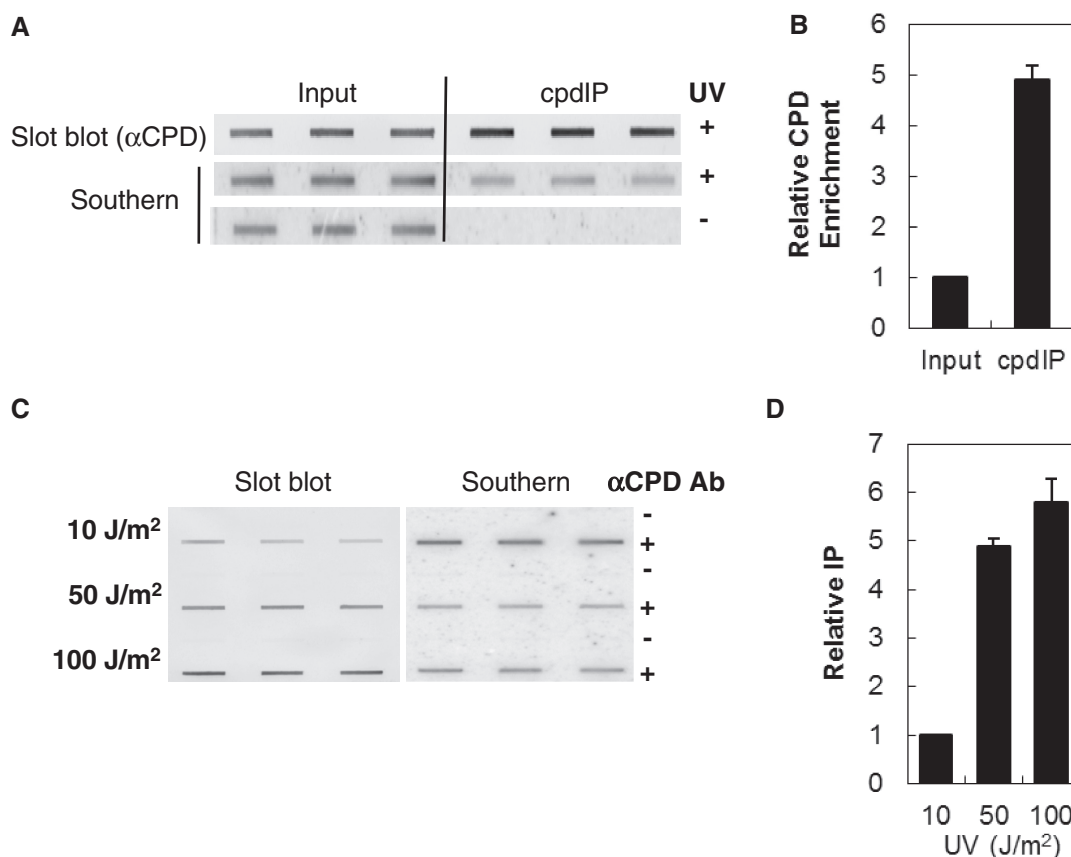 A
Input cpdIP UV
Slot blot (αCPD) +
Southern +
-
B
Relative CPD
Enrichment
6
5
4
3
2
1
0
Input cpdIP
C
Slot blot Southern αCPD Ab
-
10 J/m² +
-
50 J/m² +
-
100 J/m² +
D
Relative IP
7
6
5
4
3
2
1
0
10 50 100
UV (J/m²)